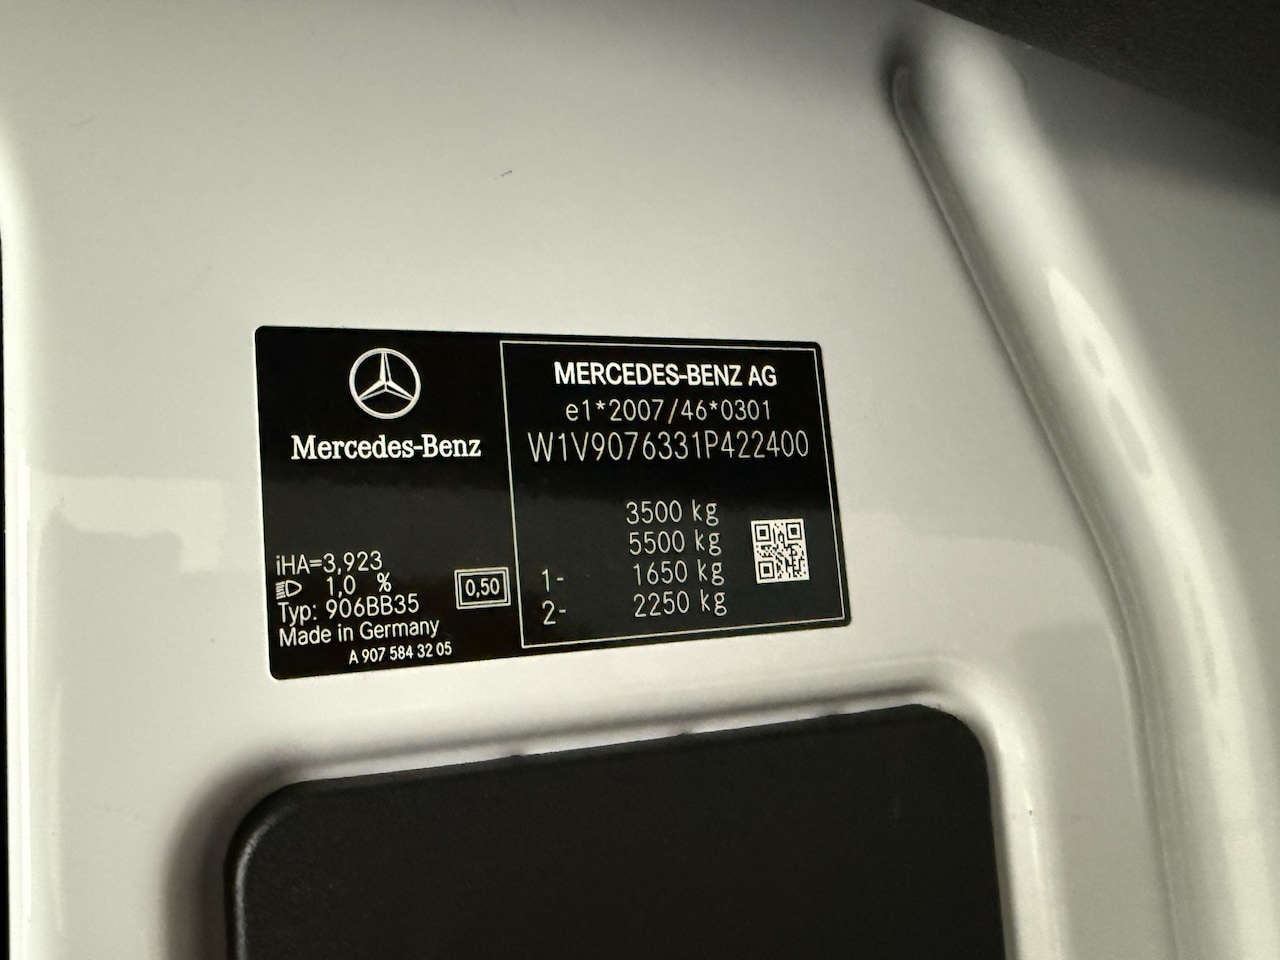 Mercedes-Benz
iHA=3,923
1,0 %
Typ: 906BB35
Made in Germany
A 907 584 32 05
0,50
MERCEDES-BENZ AG
e1*2007/46*0301
W1V9076331P422400
3500 kg
5500 kg
1- 1650 kg
2- 2250 kg